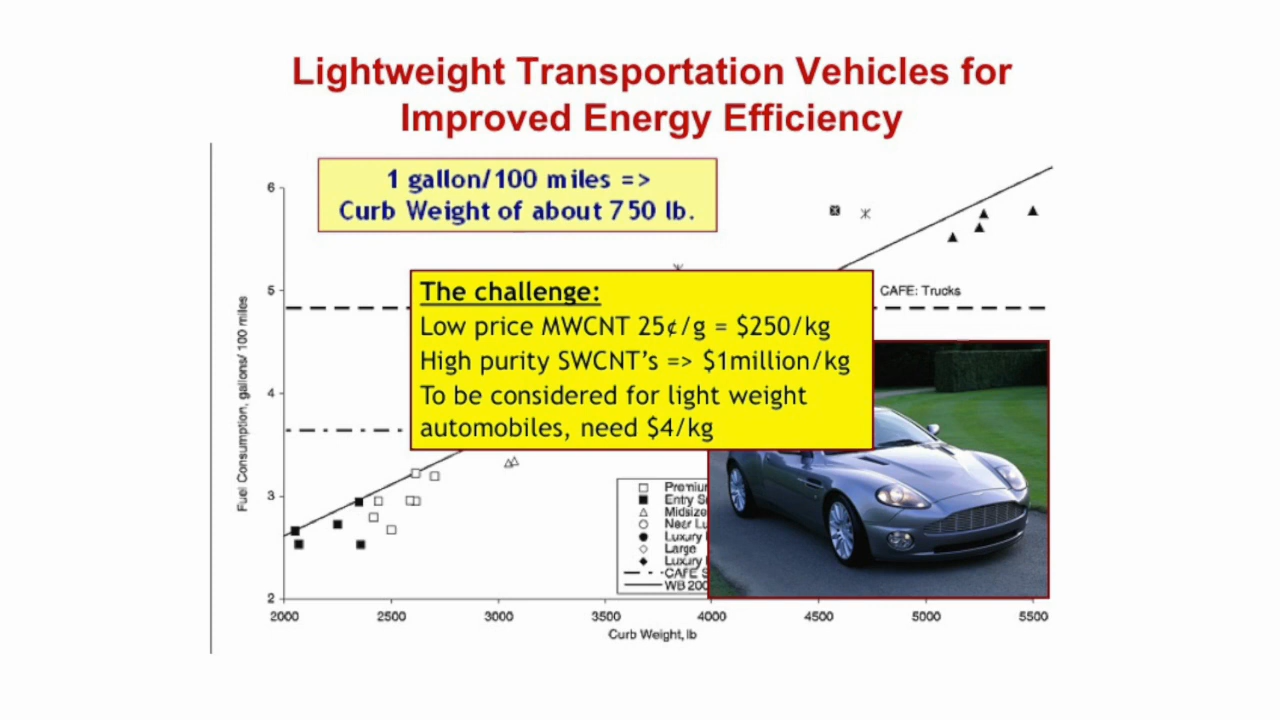 Lightweight Transportation Vehicles for
Improved Energy Efficiency
1 gallon/100 miles =>
Curb Weight of about 750 lb.
The challenge:
Low price MWCNT 25¢/g = $250/kg
High purity SWCNT's => $1million/kg
To be considered for light weight
automobiles, need $4/kg
CAFE: Trucks
Fuel Consumption, gallons/ 100 miles
6
5
4
3
2
Premiu
Entry S
Midsize
Near Lu
Luxury
Large
Luxury
CAFE S
WB 200
2000 2500 3000 3500 4000 4500 5000 5500
Curb Weight, lb